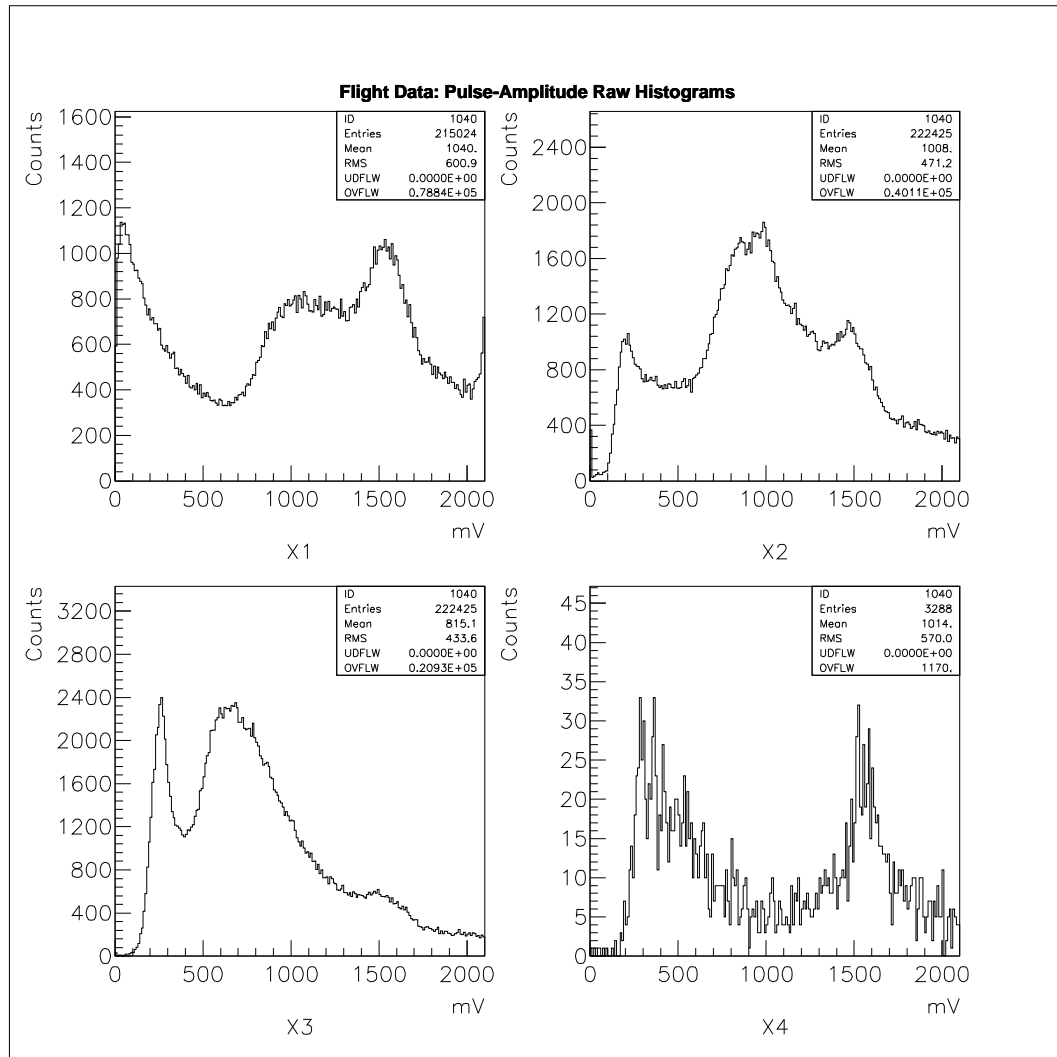 Flight Data: Pulse-Amplitude Raw Histograms
Counts
1600
1400
1200
1000
800
600
400
200
0
0 500 1000 1500 2000
mV
X1
ID 1040
Entries 215024
Mean 1040.
RMS 600.9
UDFLW 0.0000E+00
OVFLW 0.7884E+05
Counts
2400
2000
1600
1200
800
400
0
0 500 1000 1500 2000
mV
X2
ID 1040
Entries 222425
Mean 1008.
RMS 471.2
UDFLW 0.0000E+00
OVFLW 0.4011E+05
Counts
3200
2800
2400
2000
1600
1200
800
400
0
0 500 1000 1500 2000
mV
X3
ID 1040
Entries 222425
Mean 815.1
RMS 433.6
UDFLW 0.0000E+00
OVFLW 0.2093E+05
Counts
45
40
35
30
25
20
15
10
5
0
0 500 1000 1500 2000
mV
X4
ID 1040
Entries 3288
Mean 1014.
RMS 570.0
UDFLW 0.0000E+00
OVFLW 1170.